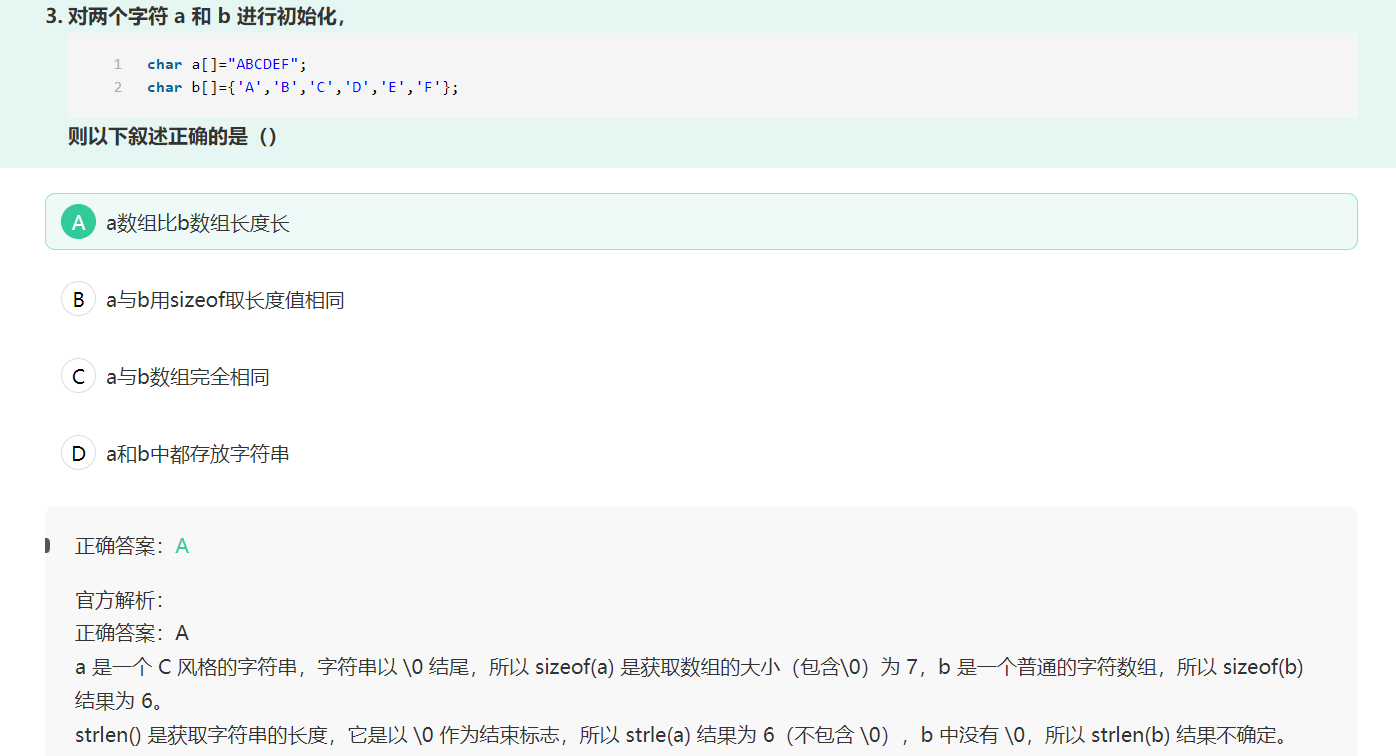 3. 对两个字符 a 和 b 进行初始化，
1 char a[]="ABCDEF";
2 char b[]={'A','B','C','D','E','F'};
则以下叙述正确的是（）
A a数组比b数组长度长
B a与b用sizeof取长度值相同
C a与b数组完全相同
D a和b中都存放字符串
正确答案：A
官方解析：
正确答案：A
a 是一个 C 风格的字符串，字符串以 \0 结尾，所以 sizeof(a) 是获取数组的大小（包含\0）为 7，b 是一个普通的字符数组，所以 sizeof(b)
结果为 6。
strlen() 是获取字符串的长度，它是以 \0 作为结束标志，所以 strle(a) 结果为 6（不包含 \0）, b 中没有 \0，所以 strlen(b) 结果不确定。